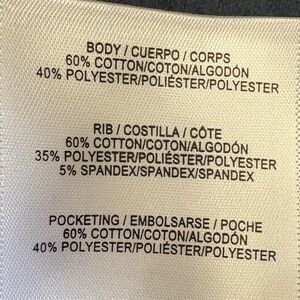 BODY / CUERPO / CORPS
60% COTTON/COTON/ALGODÓN
40% POLYESTER/POLIÉSTER/POLYESTER
RIB / COSTILLA / CÔTE
60% COTTON/COTON/ALGODÓN
35% POLYESTER/POLIÉSTER/POLYESTER
5% SPANDEX/SPANDEX/SPANDEX
POCKETING / EMBOLSARSE / POCHE
60% COTTON/COTON/ALGODÓN
40% POLYESTER/POLIÉSTER/POLYESTER